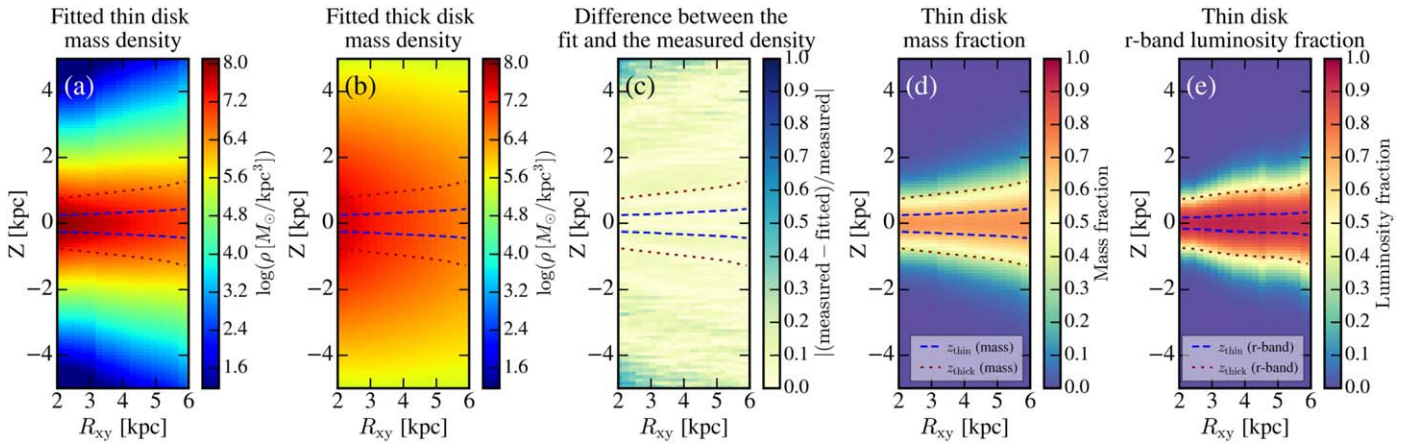 Fitted thin disk
mass density
Fitted thick disk
mass density
Difference between the
fit and the measured density
Thin disk
mass fraction
Thin disk
r-band luminosity fraction
(a)
4
2
0
−2
−4
Z [kpc]
2 3 4 5 6
R_xy [kpc]
8.0
7.2
6.4
5.6
4.8
4.0
3.2
2.4
1.6
log(ρ [M_⊙/kpc^3])
(b)
4
2
0
−2
−4
Z [kpc]
2 3 4 5 6
R_xy [kpc]
8.0
7.2
6.4
5.6
4.8
4.0
3.2
2.4
1.6
log(ρ [M_⊙/kpc^3])
(c)
4
2
0
−2
−4
Z [kpc]
2 3 4 5 6
R_xy [kpc]
1.0
0.9
0.8
0.7
0.6
0.5
0.4
0.3
0.2
0.1
0.0
|(measured − fitted)/measured|
(d)
4
2
0
−2
−4
Z [kpc]
z_thin (mass)
z_thick (mass)
2 3 4 5 6
R_xy [kpc]
1.0
0.9
0.8
0.7
0.6
0.5
0.4
0.3
0.2
0.1
0.0
Mass fraction
(e)
4
2
0
−2
−4
Z [kpc]
z_thin (r-band)
z_thick (r-band)
2 3 4 5 6
R_xy [kpc]
1.0
0.9
0.8
0.7
0.6
0.5
0.4
0.3
0.2
0.1
0.0
Luminosity fraction